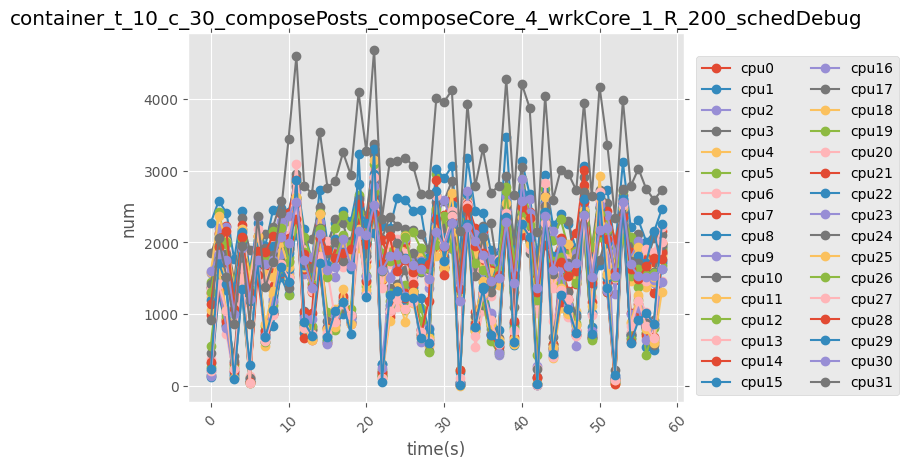 container_t_10_c_30_composePosts_composeCore_4_wrkCore_1_R_200_schedDebug
num
4000
3000
2000
1000
0
0
10
20
30
40
50
60
time(s)
cpu0
cpu1
cpu2
cpu3
cpu4
cpu5
cpu6
cpu7
cpu8
cpu9
cpu10
cpu11
cpu12
cpu13
cpu14
cpu15
cpu16
cpu17
cpu18
cpu19
cpu20
cpu21
cpu22
cpu23
cpu24
cpu25
cpu26
cpu27
cpu28
cpu29
cpu30
cpu31